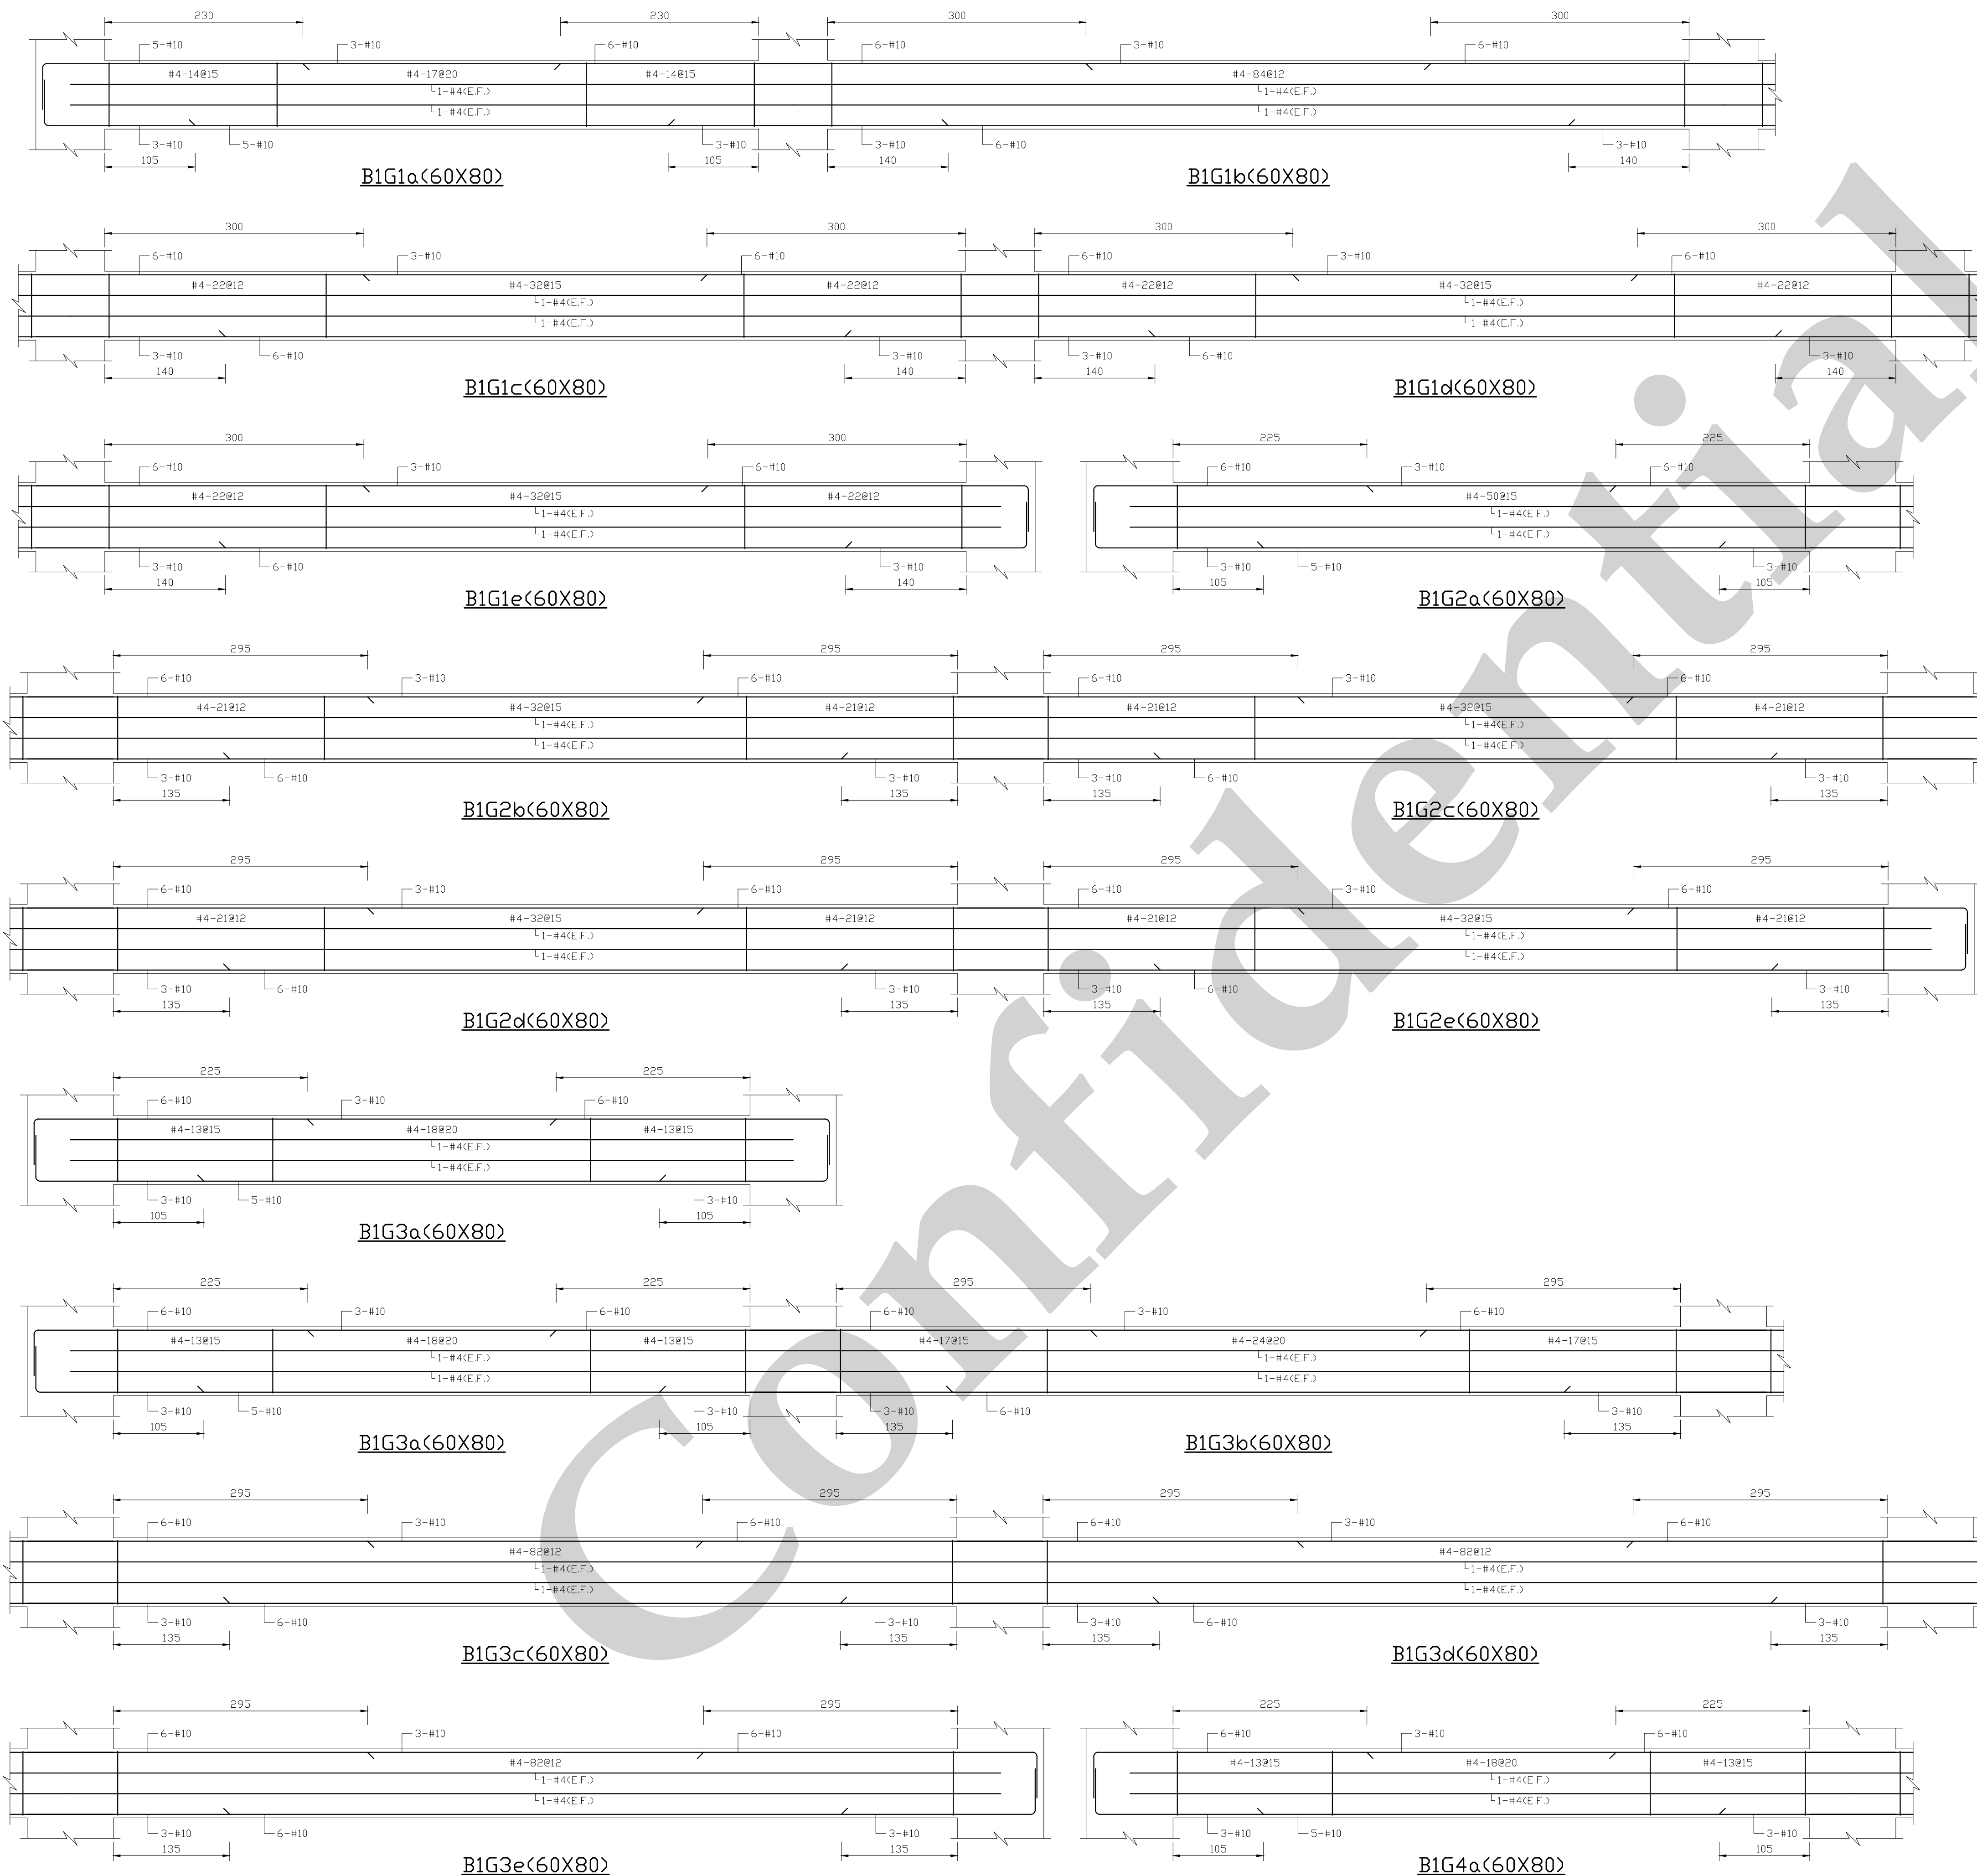 230 230 300 300
5-#10 3-#10 6-#10 6-#10 3-#10 6-#10
#4-14@15 #4-17@20 #4-14@15 #4-84@12
1-#4(E.F.) 1-#4(E.F.)
1-#4(E.F.) 1-#4(E.F.)
3-#10 5-#10 3-#10 3-#10 6-#10 3-#10
105 105 140 140
B1G1a(60X80) B1G1b(60X80)
300 300 300 300
6-#10 3-#10 6-#10 6-#10 3-#10 6-#10
#4-22@12 #4-32@15 #4-22@12 #4-22@12 #4-32@15 #4-22@12
1-#4(E.F.) 1-#4(E.F.)
1-#4(E.F.) 1-#4(E.F.)
3-#10 6-#10 3-#10 3-#10 6-#10 3-#10
140 140 140 140
B1G1c(60X80) B1G1d(60X80)
300 300 225 225
6-#10 3-#10 6-#10 6-#10 3-#10 6-#10
#4-22@12 #4-32@15 #4-22@12 #4-50@15
1-#4(E.F.) 1-#4(E.F.)
1-#4(E.F.) 1-#4(E.F.)
3-#10 6-#10 3-#10 3-#10 5-#10 3-#10
140 140 105 105
B1G1e(60X80) B1G2a(60X80)
295 295 295 295
6-#10 3-#10 6-#10 6-#10 3-#10 6-#10
#4-21@12 #4-32@15 #4-21@12 #4-21@12 #4-32@15 #4-21@12
1-#4(E.F.) 1-#4(E.F.)
1-#4(E.F.) 1-#4(E.F.)
3-#10 6-#10 3-#10 3-#10 6-#10 3-#10
135 135 135 135
B1G2b(60X80) B1G2c(60X80)
295 295 295 295
6-#10 3-#10 6-#10 6-#10 3-#10 6-#10
#4-21@12 #4-32@15 #4-21@12 #4-21@12 #4-32@15 #4-21@12
1-#4(E.F.) 1-#4(E.F.)
1-#4(E.F.) 1-#4(E.F.)
3-#10 6-#10 3-#10 3-#10 6-#10 3-#10
135 135 135 135
B1G2d(60X80) B1G2e(60X80)
225 225
6-#10 3-#10 6-#10
#4-13@15 #4-18@20 #4-13@15
1-#4(E.F.)
1-#4(E.F.)
3-#10 5-#10 3-#10
105 105
B1G3a(60X80)
225 225 295 295
6-#10 3-#10 6-#10 6-#10 3-#10 6-#10
#4-13@15 #4-18@20 #4-13@15 #4-17@15 #4-24@20 #4-17@15
1-#4(E.F.) 1-#4(E.F.)
1-#4(E.F.) 1-#4(E.F.)
3-#10 5-#10 3-#10 3-#10 6-#10 3-#10
105 105 135 135
B1G3a(60X80) B1G3b(60X80)
295 295 295 295
6-#10 3-#10 6-#10 6-#10 3-#10 6-#10
#4-82@12 #4-82@12
1-#4(E.F.) 1-#4(E.F.)
1-#4(E.F.) 1-#4(E.F.)
3-#10 6-#10 3-#10 3-#10 6-#10 3-#10
135 135 135 135
B1G3c(60X80) B1G3d(60X80)
295 295 225 225
6-#10 3-#10 6-#10 6-#10 3-#10 6-#10
#4-82@12 #4-13@15 #4-18@20 #4-13@15
1-#4(E.F.) 1-#4(E.F.)
1-#4(E.F.) 1-#4(E.F.)
3-#10 6-#10 3-#10 3-#10 5-#10 3-#10
135 135 105 105
B1G3e(60X80) B1G4a(60X80)
Confidential